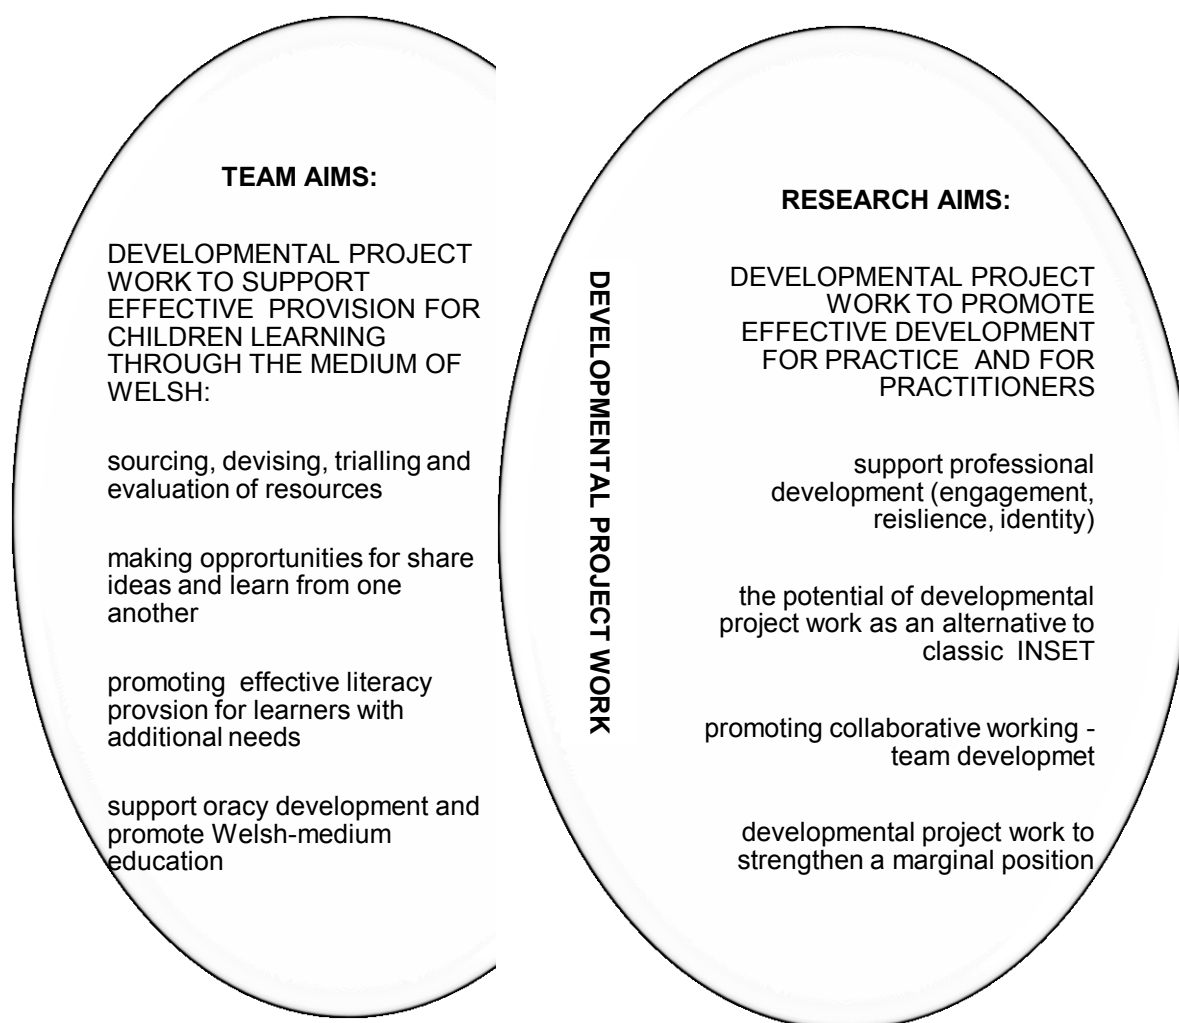 TEAM AIMS:
DEVELOPMENTAL PROJECT
WORK TO SUPPORT
EFFECTIVE PROVISION FOR
CHILDREN LEARNING
THROUGH THE MEDIUM OF
WELSH:
sourcing, devising, trialling and
evaluation of resources
making opprortunities for share
ideas and learn from one
another
promoting effective literacy
provsion for learners with
additional needs
support oracy development and
promote Welsh-medium
education
DEVELOPMENTAL PROJECT WORK
RESEARCH AIMS:
DEVELOPMENTAL PROJECT
WORK TO PROMOTE
EFFECTIVE DEVELOPMENT
FOR PRACTICE AND FOR
PRACTITIONERS
support professional
development (engagement,
reislience, identity)
the potential of developmental
project work as an alternative to
classic INSET
promoting collaborative working -
team developmet
developmental project work to
strengthen a marginal position